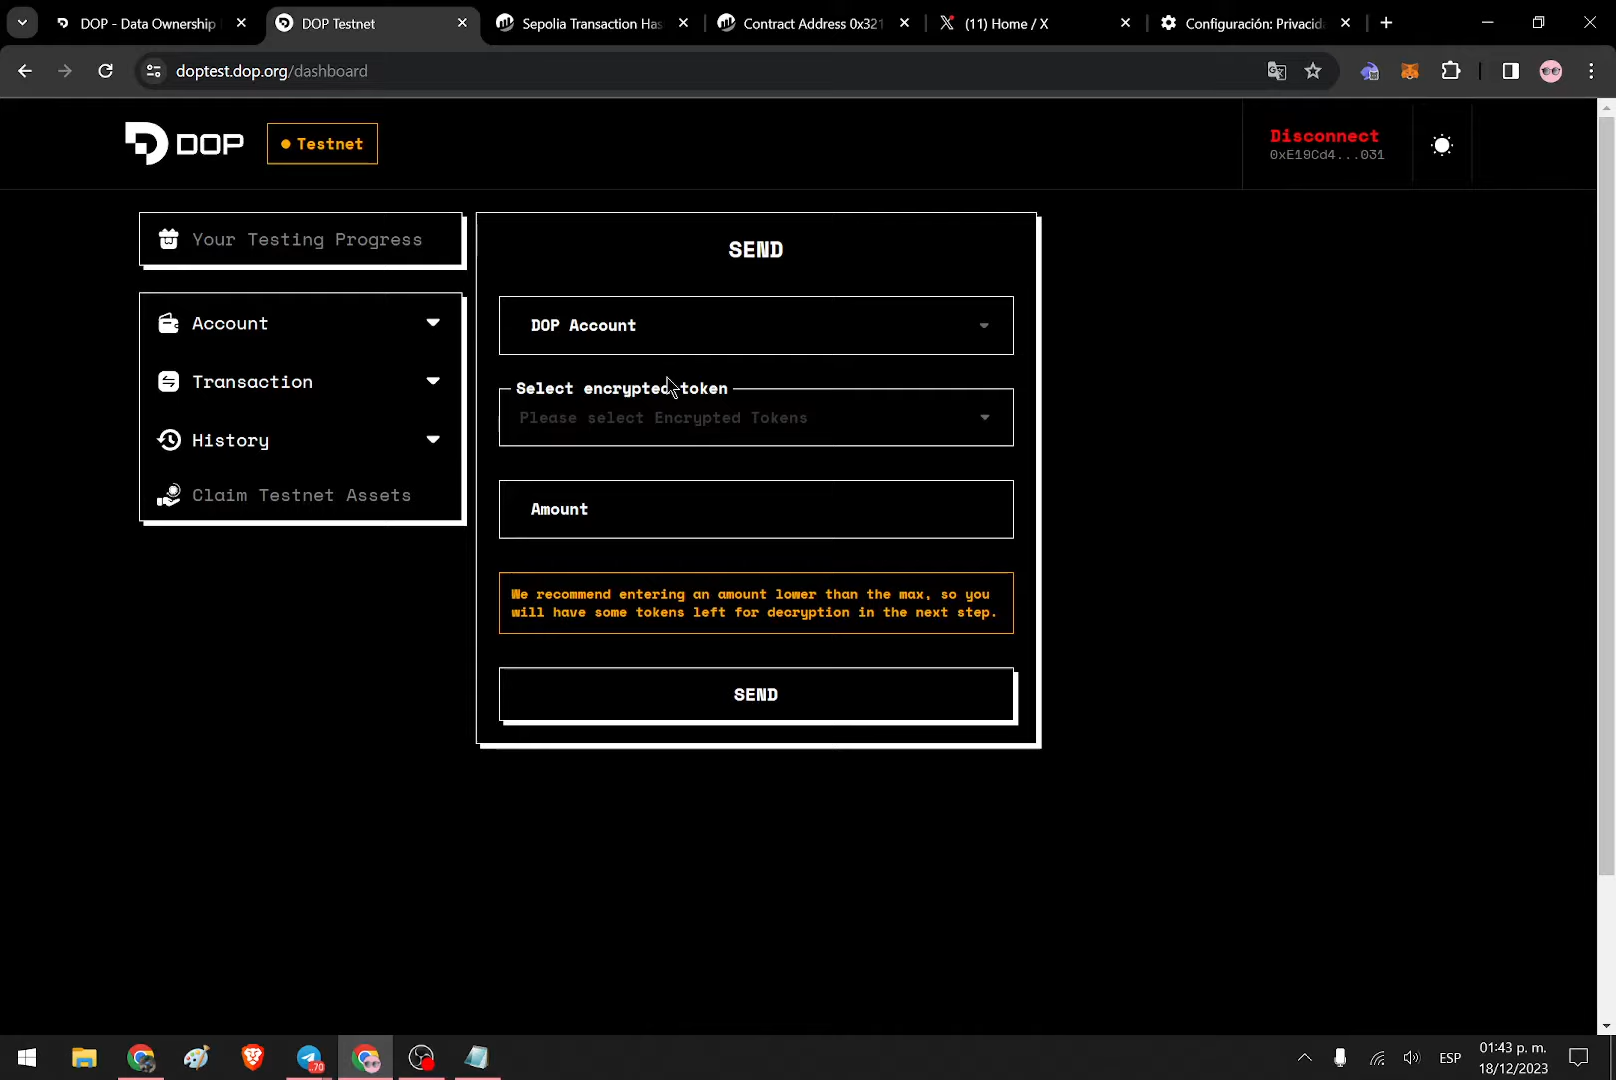 DOP - Data Ownership
DOP Testnet
Sepolia Transaction Has
Contract Address 0x321
(11) Home / X
Configuración: Privacid
doptest.dop.org/dashboard
DOP
Testnet
Disconnect
0xE19Cd4...031
Your Testing Progress
Account
Transaction
History
Claim Testnet Assets
SEND
DOP Account
Select encrypted token
Please select Encrypted Tokens
Amount
We recommend entering an amount lower than the max, so you
will have some tokens left for decryption in the next step.
SEND
70
ESP
01:43 p. m.
18/12/2023